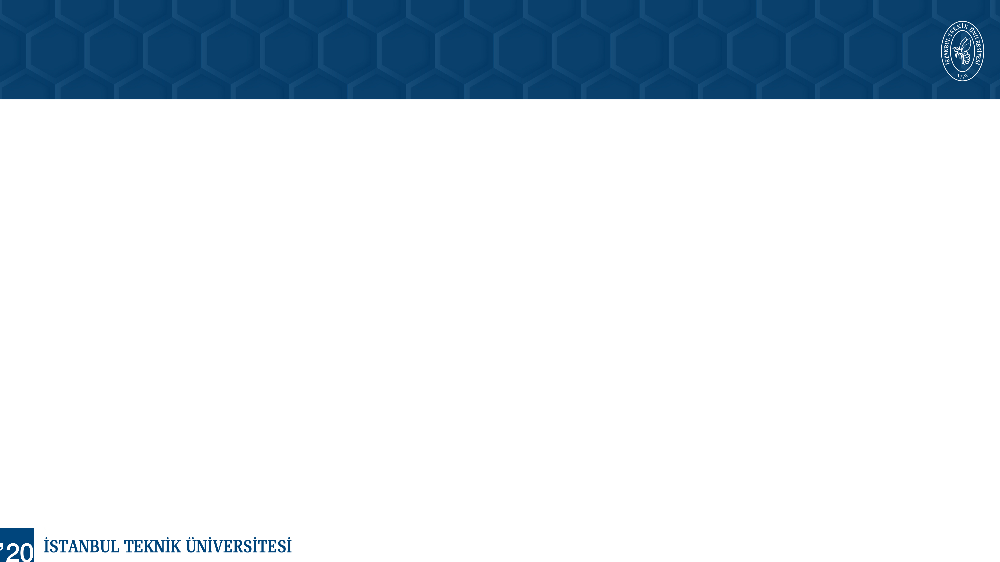 İSTANBUL TEKNİK ÜNİVERSİTESİ
1773
'20
İSTANBUL TEKNİK ÜNİVERSİTESİ